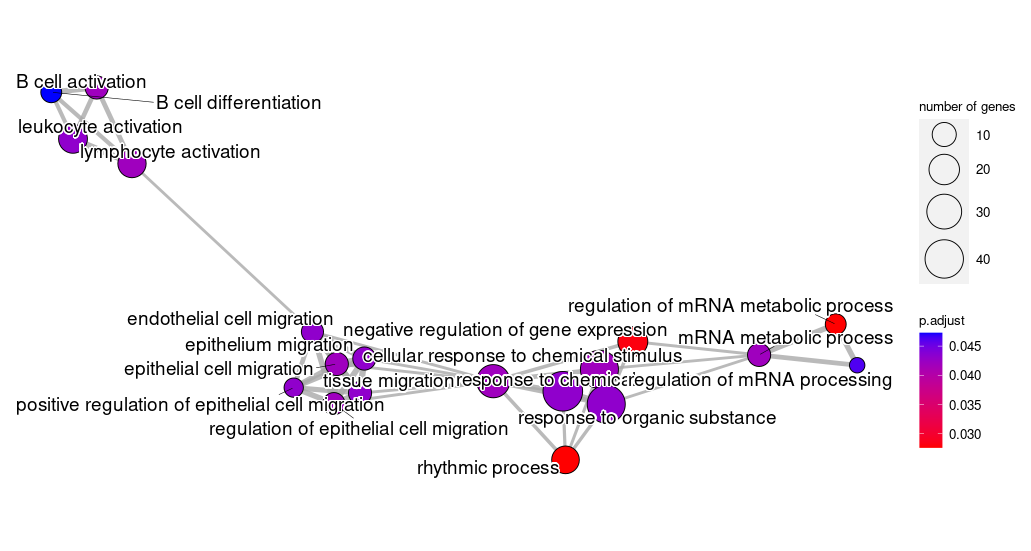 B cell activation
B cell differentiation
leukocyte activation
lymphocyte activation
endothelial cell migration
epithelium migration
epithelial cell migration
tissue migration
positive regulation of epithelial cell migration
regulation of epithelial cell migration
negative regulation of gene expression
cellular response to chemical stimulus
response to chemical
response to organic substance
rhythmic process
regulation of mRNA metabolic process
mRNA metabolic process
regulation of mRNA processing
number of genes
10
20
30
40
p.adjust
0.045
0.040
0.035
0.030